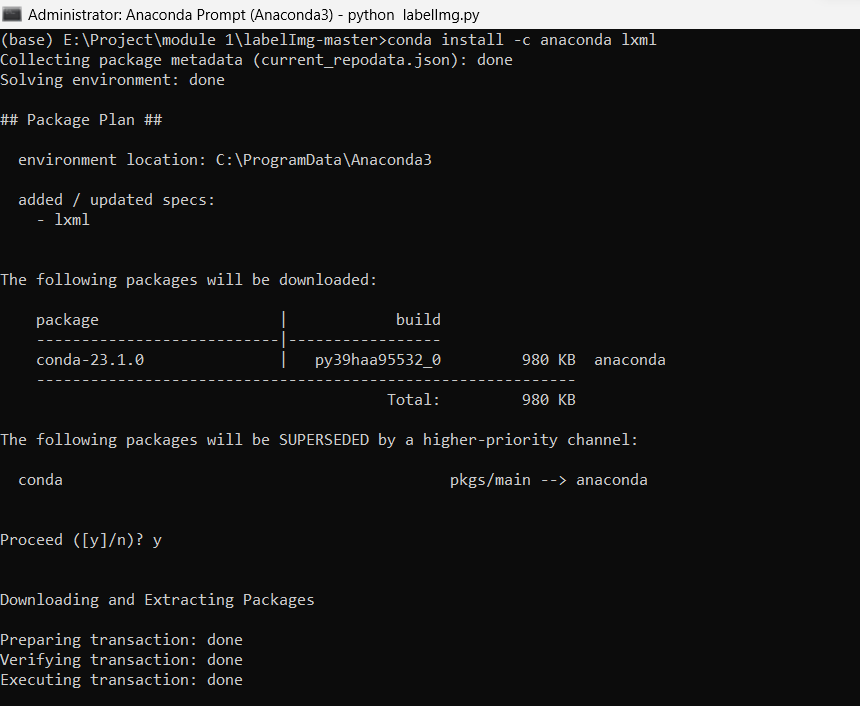 Administrator: Anaconda Prompt (Anaconda3) - python  labelImg.py
(base) E:\Project\module 1\labelImg-master>conda install -c anaconda lxml
Collecting package metadata (current_repodata.json): done
Solving environment: done
## Package Plan ##
  environment location: C:\ProgramData\Anaconda3
  added / updated specs:
    - lxml
The following packages will be downloaded:
    package                    |            build
    ---------------------------|-----------------
    conda-23.1.0               |   py39haa95532_0         980 KB  anaconda
    ------------------------------------------------------------
                                           Total:         980 KB
The following packages will be SUPERSEDED by a higher-priority channel:
  conda                                           pkgs/main --> anaconda
Proceed ([y]/n)? y
Downloading and Extracting Packages
Preparing transaction: done
Verifying transaction: done
Executing transaction: done